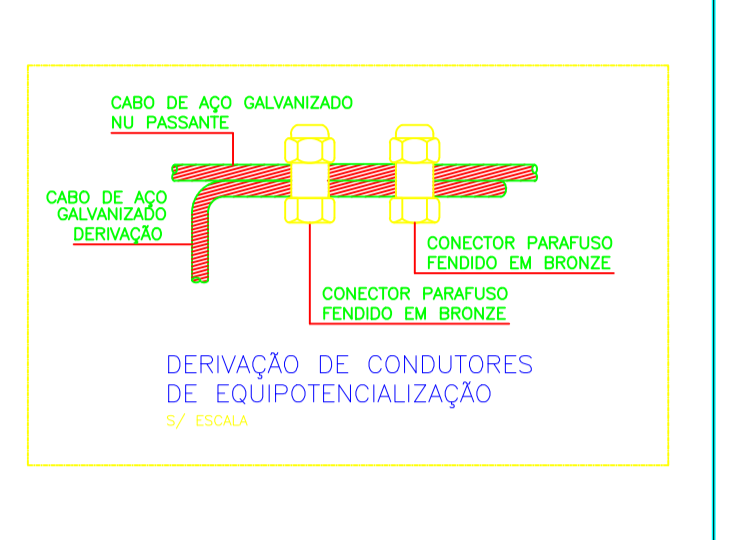 CABO DE AÇO GALVANIZADO
NU PASSANTE
CABO DE AÇO
GALVANIZADO
DERIVAÇÃO
CONECTOR PARAFUSO
FENDIDO EM BRONZE
CONECTOR PARAFUSO
FENDIDO EM BRONZE
DERIVAÇÃO DE CONDUTORES
DE EQUIPOTENCIALIZAÇÃO
S/ ESCALA